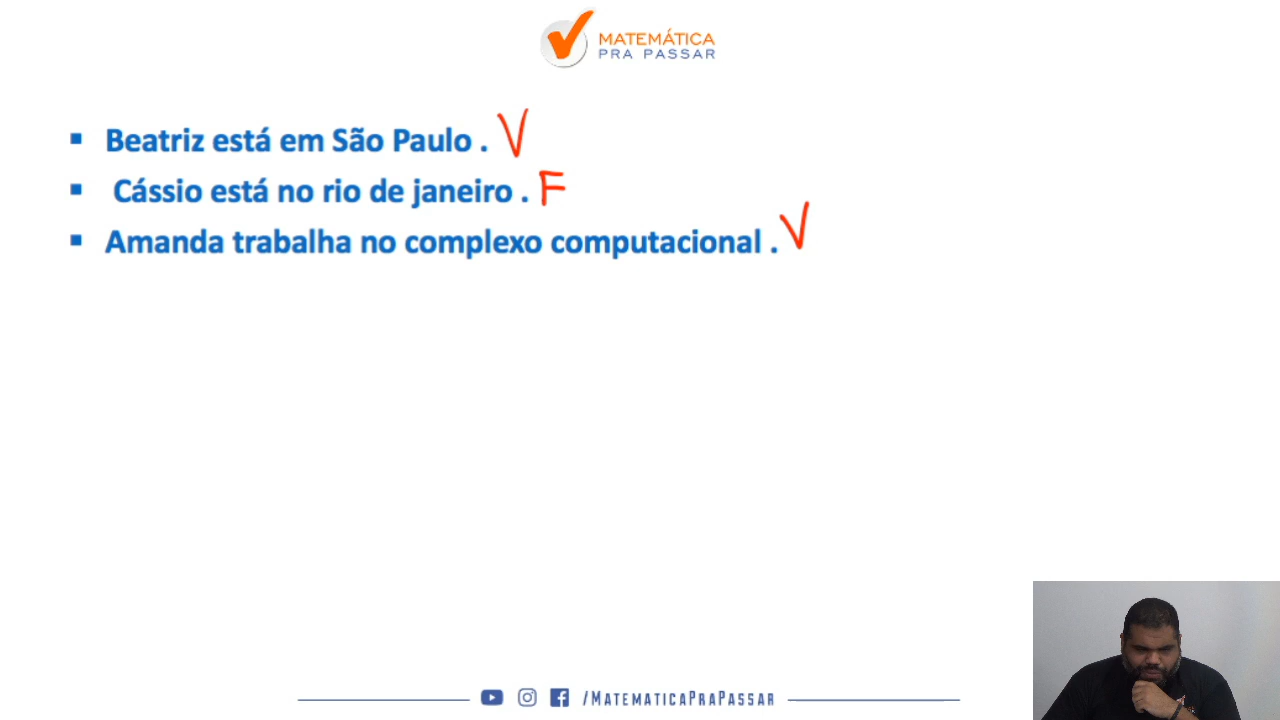 MATEMÁTICA
PRA PASSAR
Beatriz está em São Paulo . V
Cássio está no rio de janeiro . F
Amanda trabalha no complexo computacional . V
/MATEMATICAPRAPASSAR